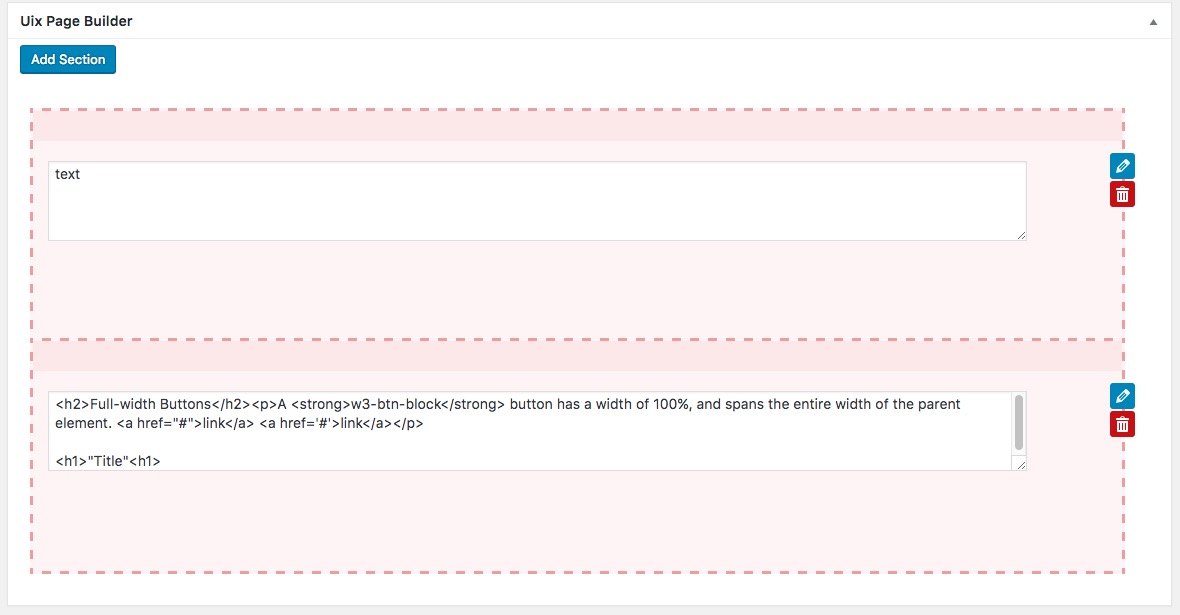 Uix Page Builder
Add Section
text
<h2>Full-width Buttons</h2><p>A <strong>w3-btn-block</strong> button has a width of 100%, and spans the entire width of the parent
element. <a href="#">link</a> <a href='#'>link</a></p>
<h1>"Title"<h1>